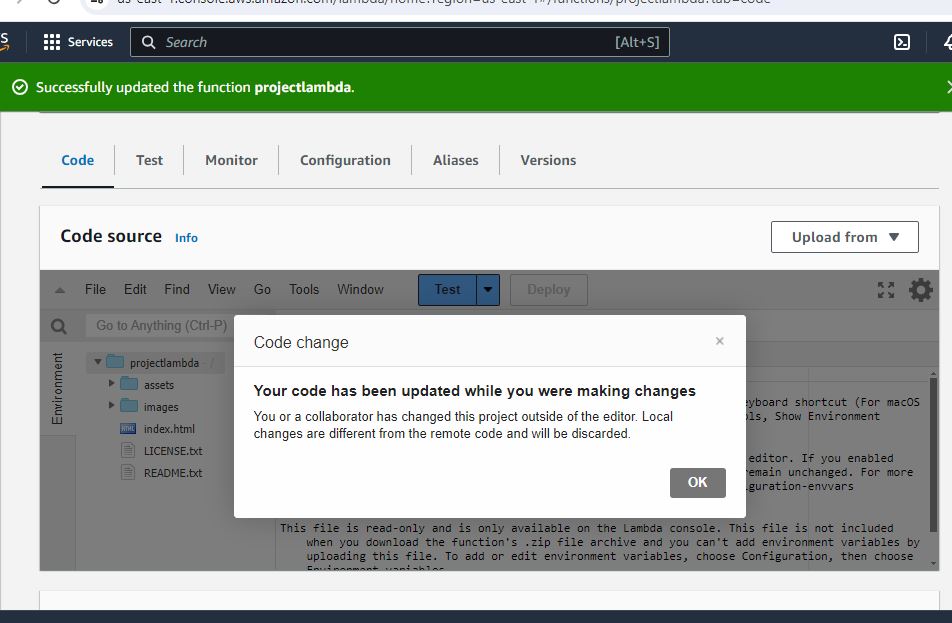 us-east-1.console.aws.amazon.com/lambda/home?region=us-east-1#/functions/projectlambda?tab=code
Services
Search
[Alt+S]
Successfully updated the function projectlambda.
Code
Test
Monitor
Configuration
Aliases
Versions
Code source Info
Upload from
File Edit Find View Go Tools Window
Test
Deploy
Go to Anything (Ctrl-P)
Environment
projectlambda - /
assets
images
index.html
LICENSE.txt
README.txt
Code change
×
Your code has been updated while you were making changes
You or a collaborator has changed this project outside of the editor. Local
changes are different from the remote code and will be discarded.
OK
keyboard shortcut (For macOS
Show Environment
editor. If you enabled
remain unchanged. For more
guration-envvars
This file is read-only and is only available on the Lambda console. This file is not included
when you download the function's .zip file archive and you can't add environment variables by
uploading this file. To add or edit environment variables, choose Configuration, then choose
Environment variables